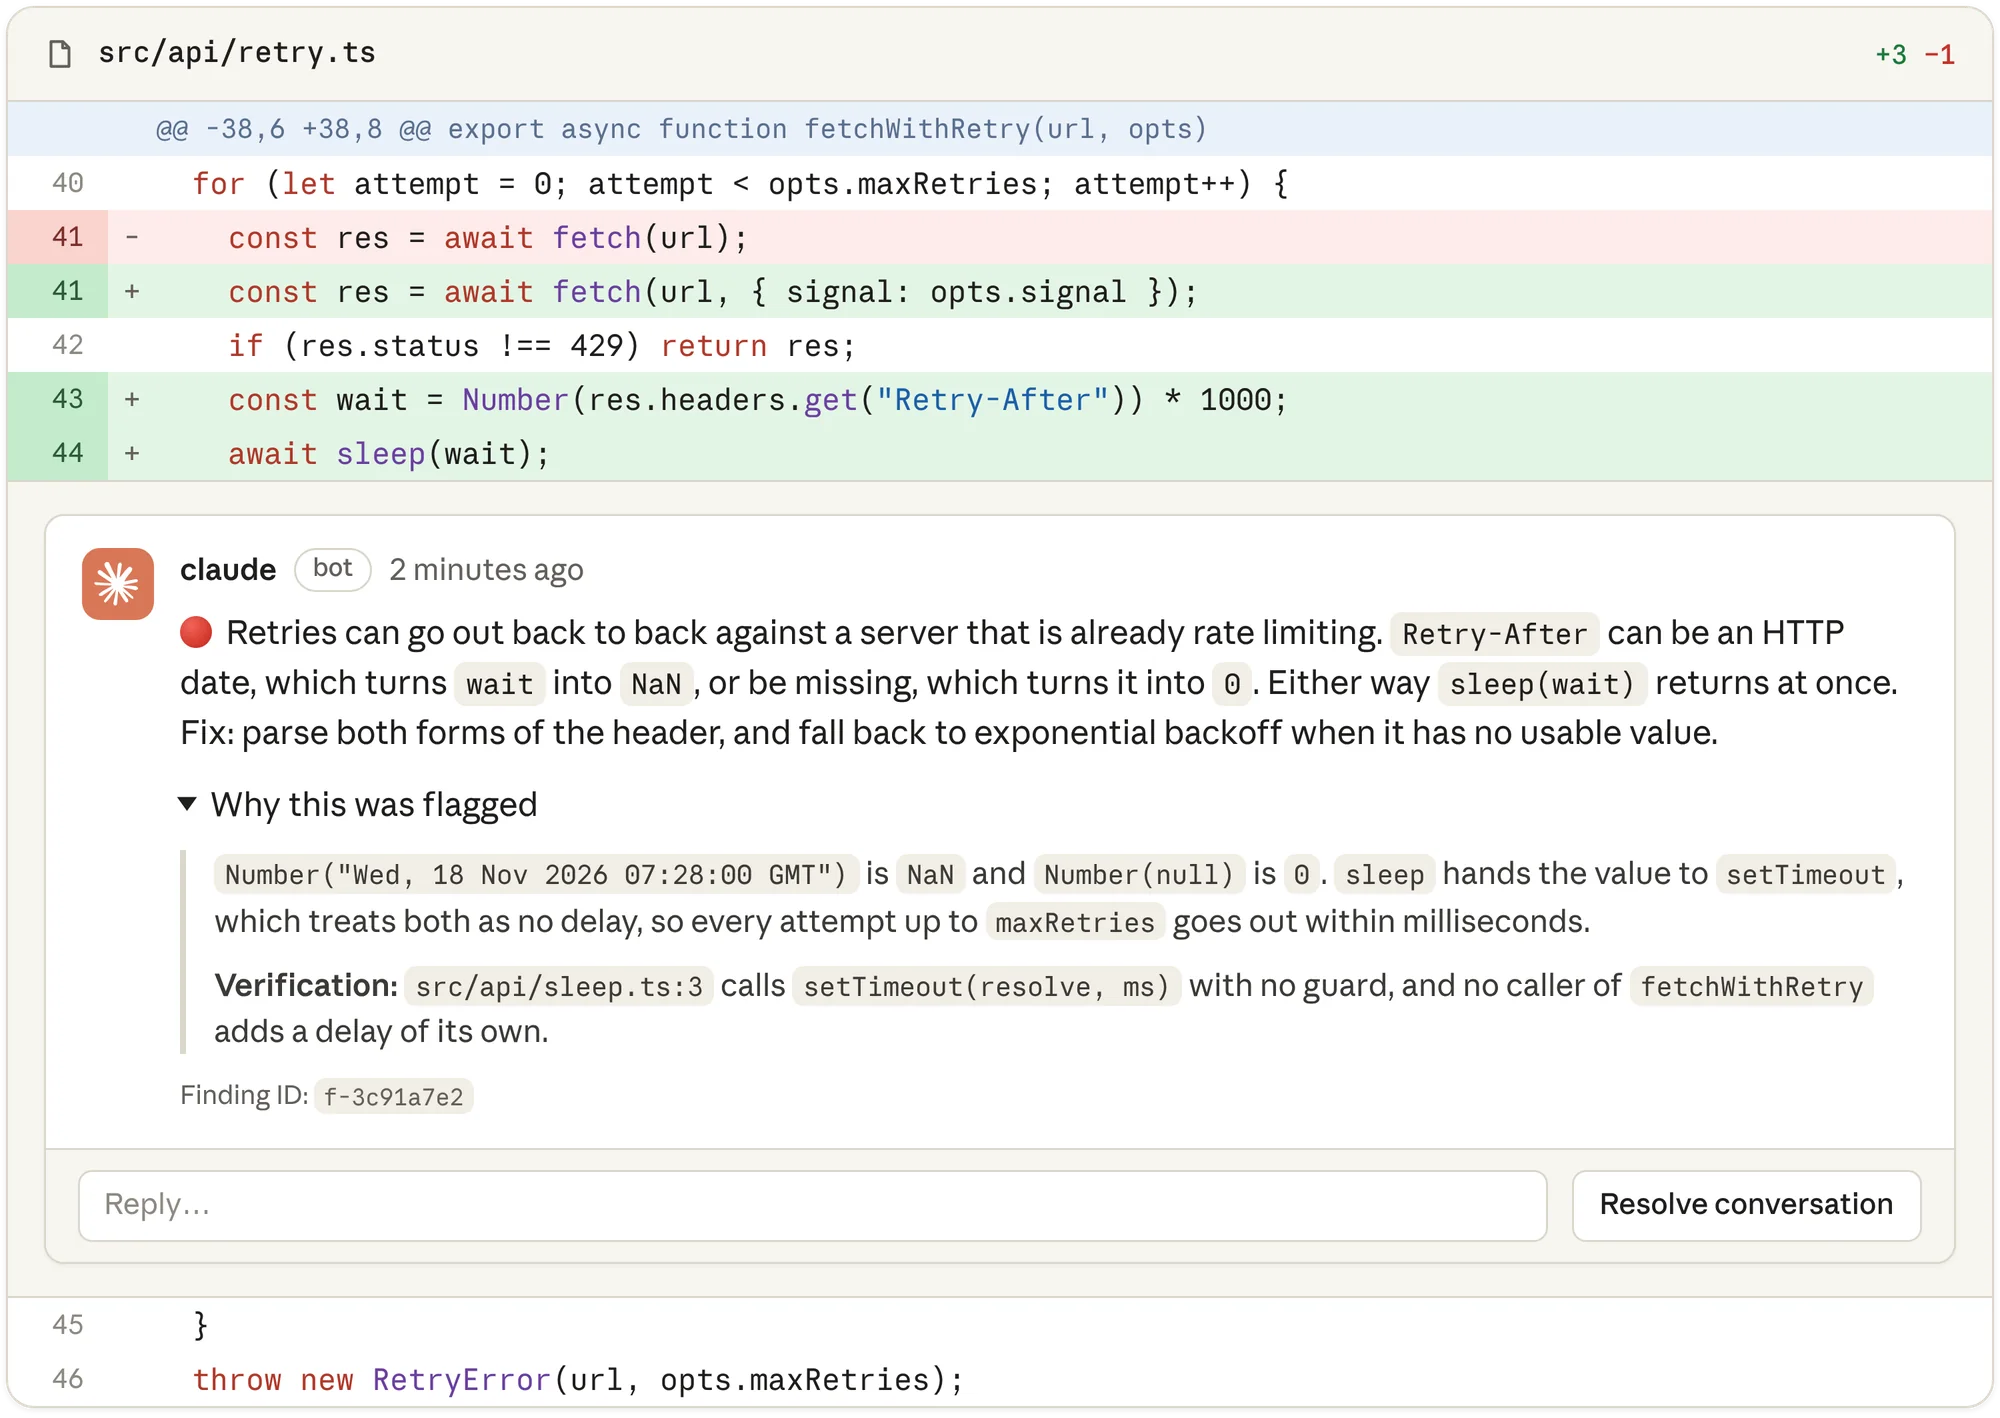 src/api/retry.ts
+3 −1
@@ -38,6 +38,8 @@ export async function fetchWithRetry(url, opts)
40 for (let attempt = 0; attempt < opts.maxRetries; attempt++) {
41 - const res = await fetch(url);
41 + const res = await fetch(url, { signal: opts.signal });
42 if (res.status !== 429) return res;
43 + const wait = Number(res.headers.get("Retry-After")) * 1000;
44 + await sleep(wait);
claude bot 2 minutes ago
Retries can go out back to back against a server that is already rate limiting. Retry-After can be an HTTP
date, which turns wait into NaN, or be missing, which turns it into 0. Either way sleep(wait) returns at once.
Fix: parse both forms of the header, and fall back to exponential backoff when it has no usable value.
Why this was flagged
Number("Wed, 18 Nov 2026 07:28:00 GMT") is NaN and Number(null) is 0. sleep hands the value to setTimeout,
which treats both as no delay, so every attempt up to maxRetries goes out within milliseconds.
Verification: src/api/sleep.ts:3 calls setTimeout(resolve, ms) with no guard, and no caller of fetchWithRetry
adds a delay of its own.
Finding ID: f-3c91a7e2
Reply...
Resolve conversation
45 }
46 throw new RetryError(url, opts.maxRetries);